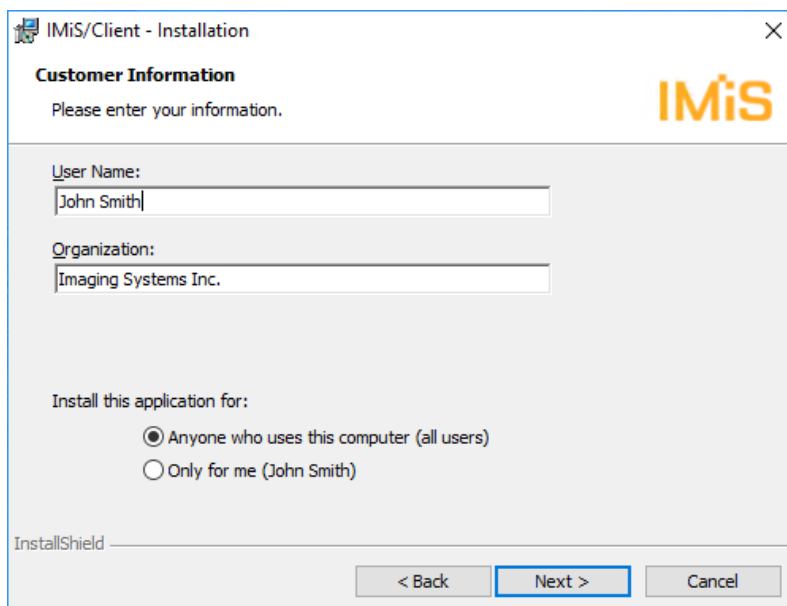 IMiS/Client - Installation
Customer Information
Please enter your information.
IMiS
User Name:
John Smith
Organization:
Imaging Systems Inc.
Install this application for:
Anyone who uses this computer (all users)
Only for me (John Smith)
InstallShield
< Back
Next >
Cancel